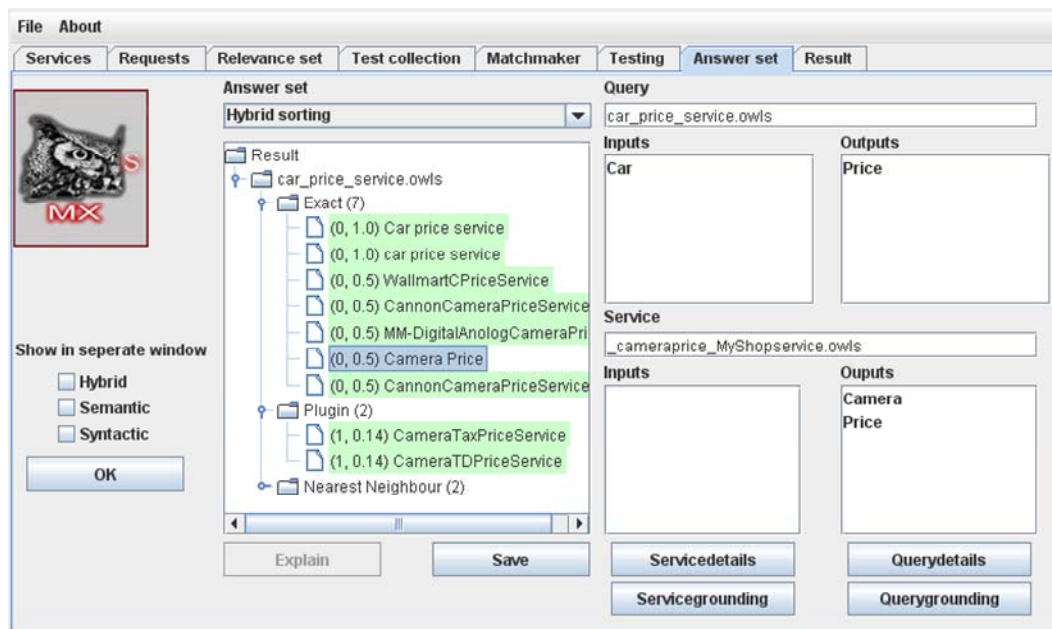 File About
Services Requests Relevance set Test collection Matchmaker Testing Answer set Result
S
MX
Show in seperate window
Hybrid
Semantic
Syntactic
OK
Answer set
Hybrid sorting
Result
car_price_service.owls
Exact (7)
(0, 1.0) Car price service
(0, 1.0) car price service
(0, 0.5) WallmartCPriceService
(0, 0.5) CannonCameraPriceService
(0, 0.5) MM-DigitalAnologCameraPri
(0, 0.5) Camera Price
(0, 0.5) CannonCameraPriceService
Plugin (2)
(1, 0.14) CameraTaxPriceService
(1, 0.14) CameraTDPriceService
Nearest Neighbour (2)
Explain Save
Query
car_price_service.owls
Inputs Outputs
Car Price
Service
_cameraprice_MyShopservice.owls
Inputs Ouputs
Camera
Price
Servicedetails Querydetails
Servicegrounding Querygrounding